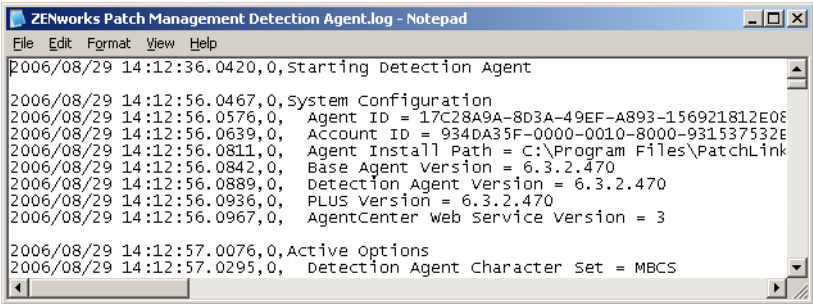 ZENworks Patch Management Detection Agent.log - Notepad
File Edit Format View Help
2006/08/29 14:12:36.0420,0,Starting Detection Agent
2006/08/29 14:12:56.0467,0,System Configuration
2006/08/29 14:12:56.0576,0,  Agent ID = 17C28A9A-8D3A-49EF-A893-156921812E08
2006/08/29 14:12:56.0639,0,  Account ID = 934DA35F-0000-0010-8000-931537532E
2006/08/29 14:12:56.0811,0,  Agent Install Path = C:\Program Files\PatchLink
2006/08/29 14:12:56.0842,0,  Base Agent Version = 6.3.2.470
2006/08/29 14:12:56.0889,0,  Detection Agent Version = 6.3.2.470
2006/08/29 14:12:56.0936,0,  PLUS Version = 6.3.2.470
2006/08/29 14:12:56.0967,0,  AgentCenter Web Service Version = 3
2006/08/29 14:12:57.0076,0,Active Options
2006/08/29 14:12:57.0295,0,  Detection Agent Character Set = MBCS